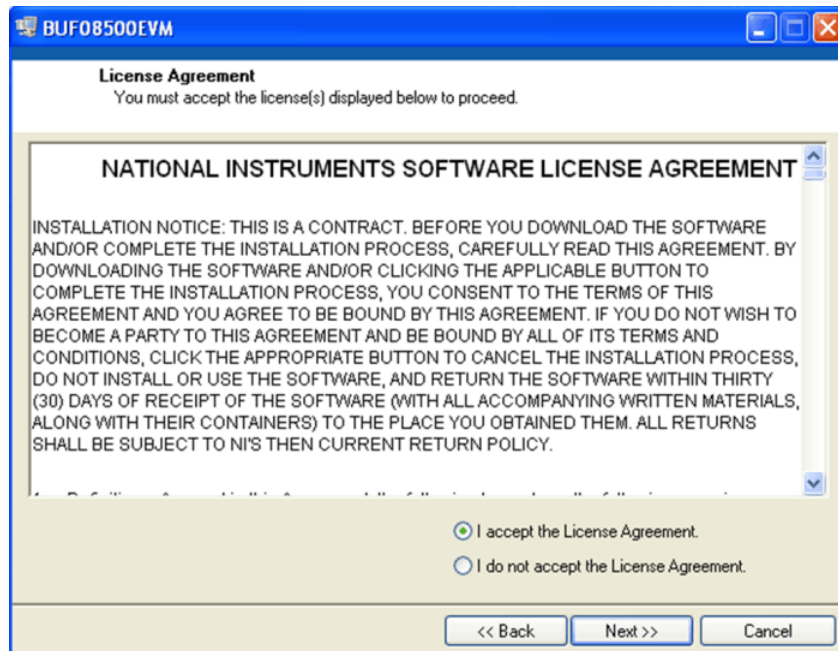 BUF08500EVM
License Agreement
You must accept the license(s) displayed below to proceed.
NATIONAL INSTRUMENTS SOFTWARE LICENSE AGREEMENT
INSTALLATION NOTICE: THIS IS A CONTRACT. BEFORE YOU DOWNLOAD THE SOFTWARE
AND/OR COMPLETE THE INSTALLATION PROCESS, CAREFULLY READ THIS AGREEMENT. BY
DOWNLOADING THE SOFTWARE AND/OR CLICKING THE APPLICABLE BUTTON TO
COMPLETE THE INSTALLATION PROCESS, YOU CONSENT TO THE TERMS OF THIS
AGREEMENT AND YOU AGREE TO BE BOUND BY THIS AGREEMENT. IF YOU DO NOT WISH TO
BECOME A PARTY TO THIS AGREEMENT AND BE BOUND BY ALL OF ITS TERMS AND
CONDITIONS, CLICK THE APPROPRIATE BUTTON TO CANCEL THE INSTALLATION PROCESS,
DO NOT INSTALL OR USE THE SOFTWARE, AND RETURN THE SOFTWARE WITHIN THIRTY
(30) DAYS OF RECEIPT OF THE SOFTWARE (WITH ALL ACCOMPANYING WRITTEN MATERIALS,
ALONG WITH THEIR CONTAINERS) TO THE PLACE YOU OBTAINED THEM. ALL RETURNS
SHALL BE SUBJECT TO NI'S THEN CURRENT RETURN POLICY.
I accept the License Agreement.
I do not accept the License Agreement.
<< Back
Next >>
Cancel